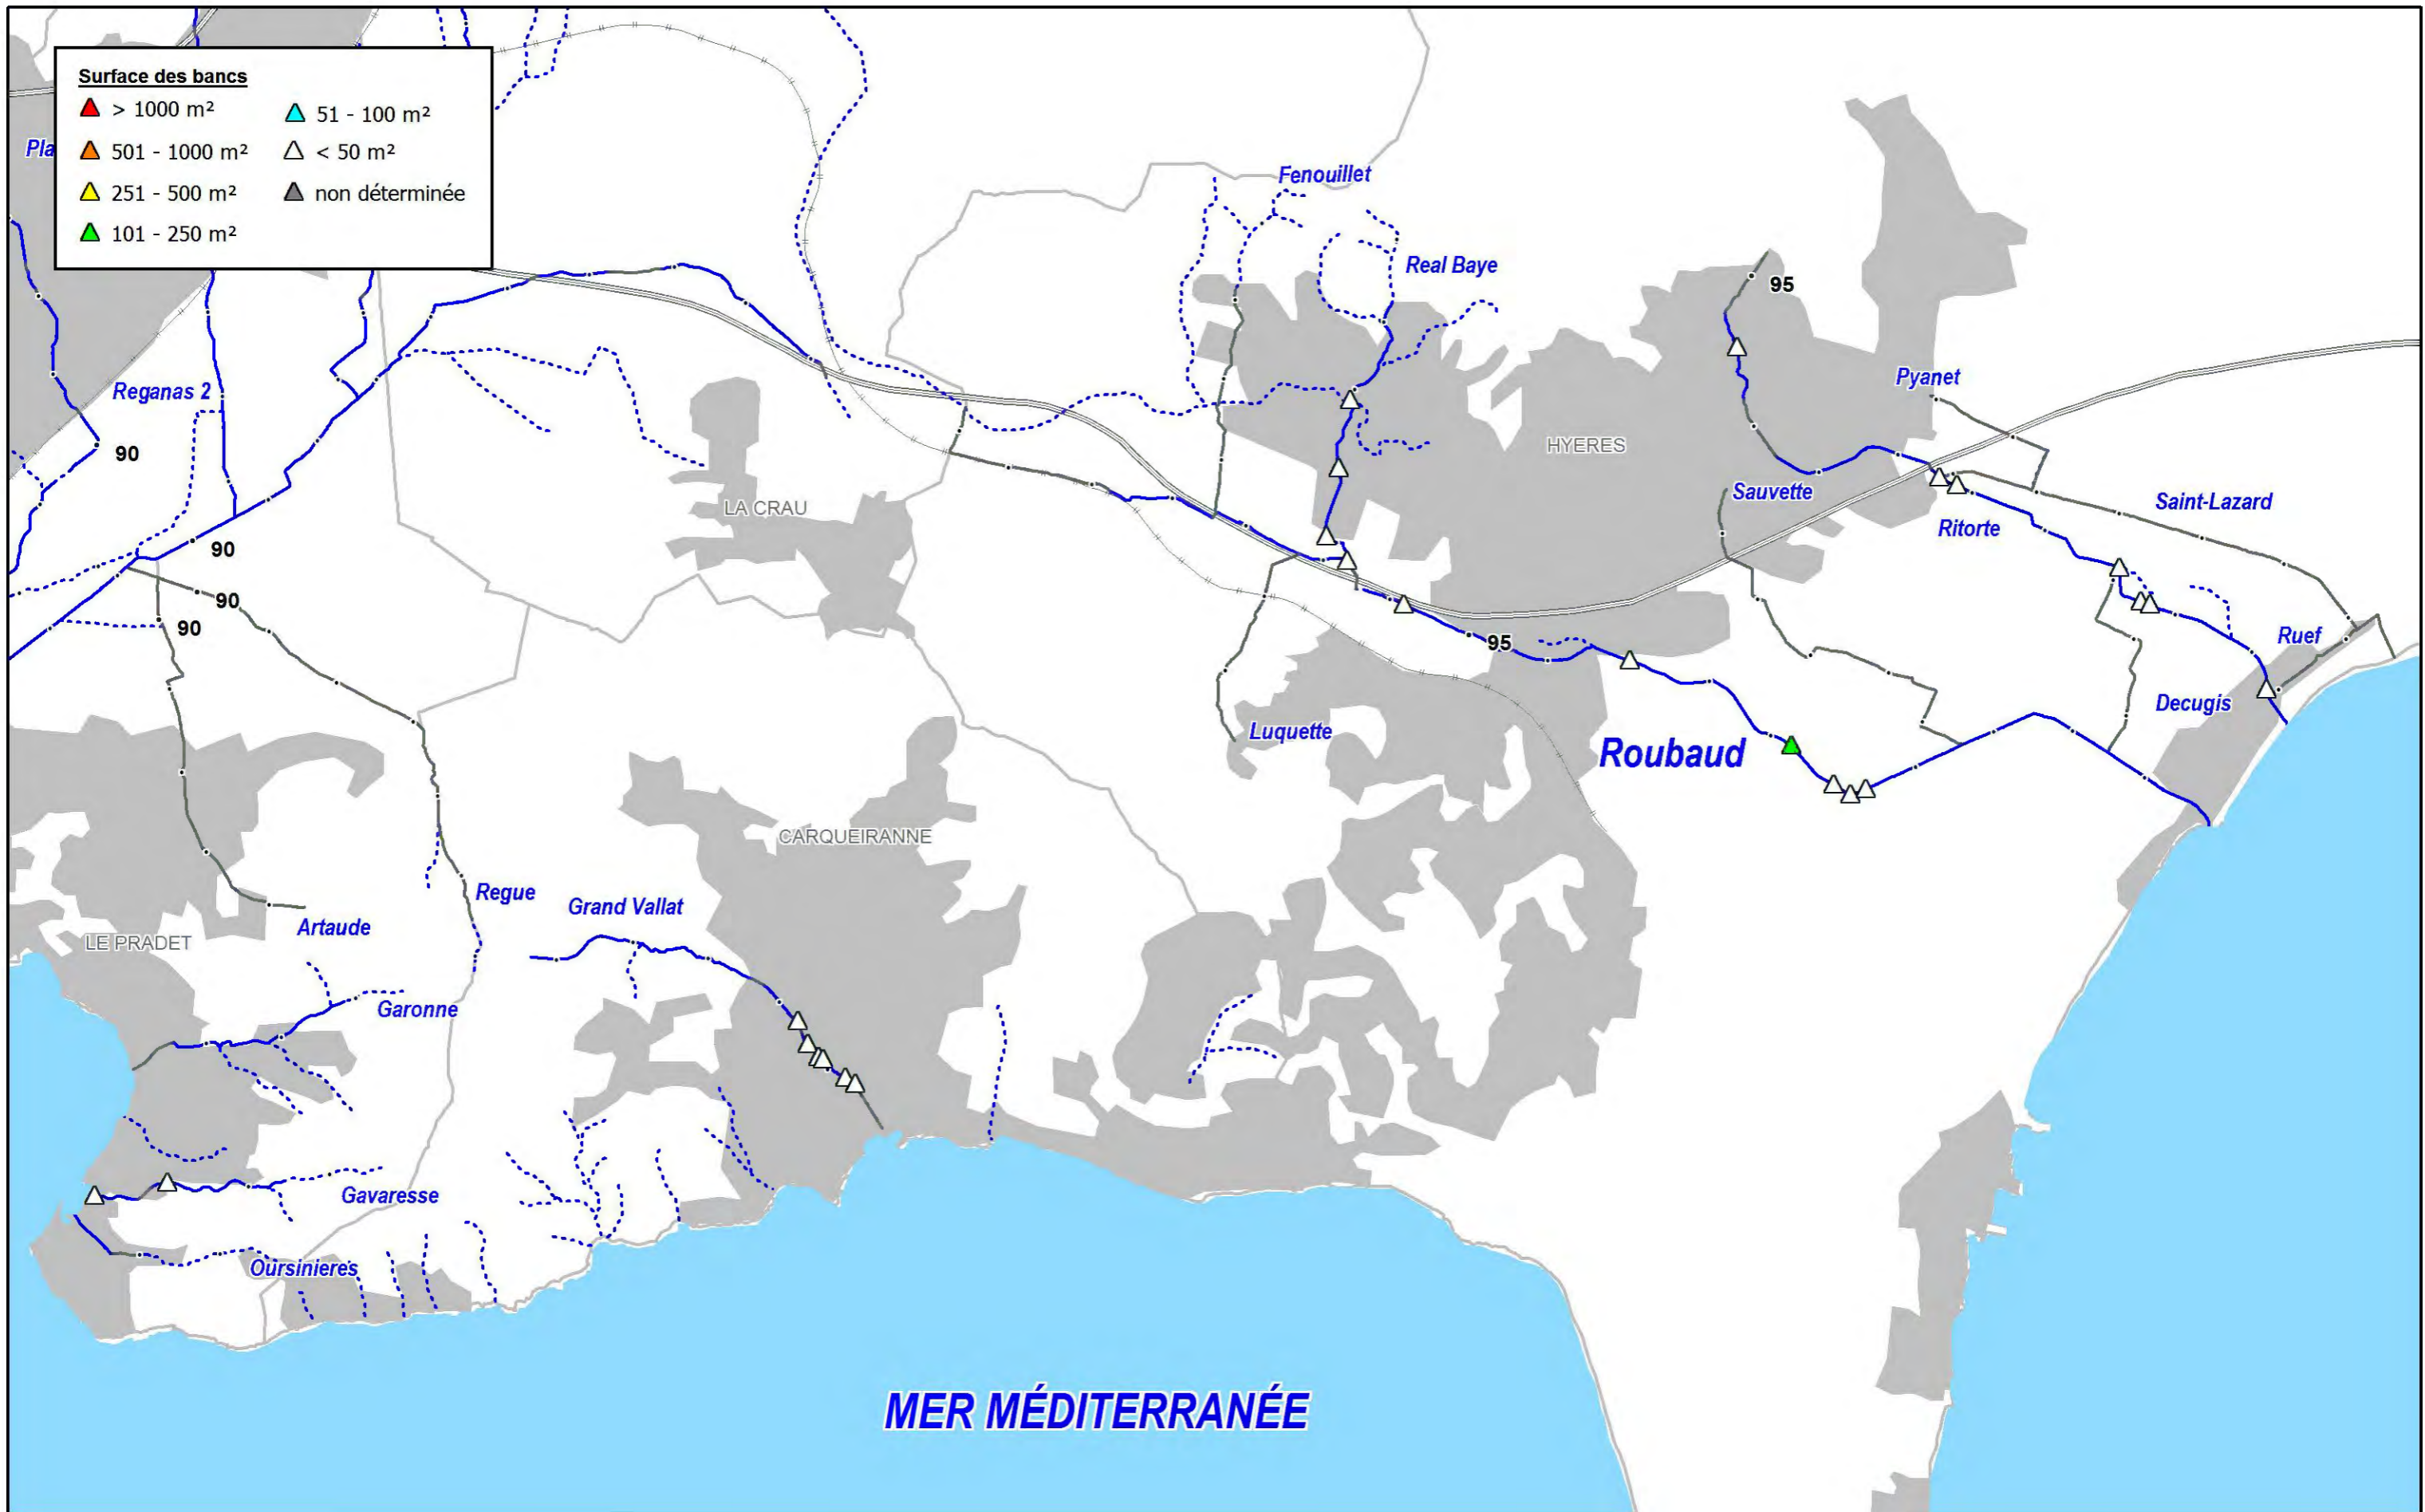 Surface des bancs
> 1000 m²
51 - 100 m²
501 - 1000 m²
< 50 m²
251 - 500 m²
non déterminée
101 - 250 m²
Pla
Fenouillet
Real Baye
95
Reganas 2
Pyanet
90
HYERES
LA CRAU
Sauvette
Saint-Lazard
Ritorte
90
90
90
95
Ruef
Decugis
Luquette
Roubaud
CARQUEIRANNE
Regue
Grand Vallat
Artaude
LE PRADET
Garonne
Gavaresse
Oursinieres
MER MÉDITERRANÉE